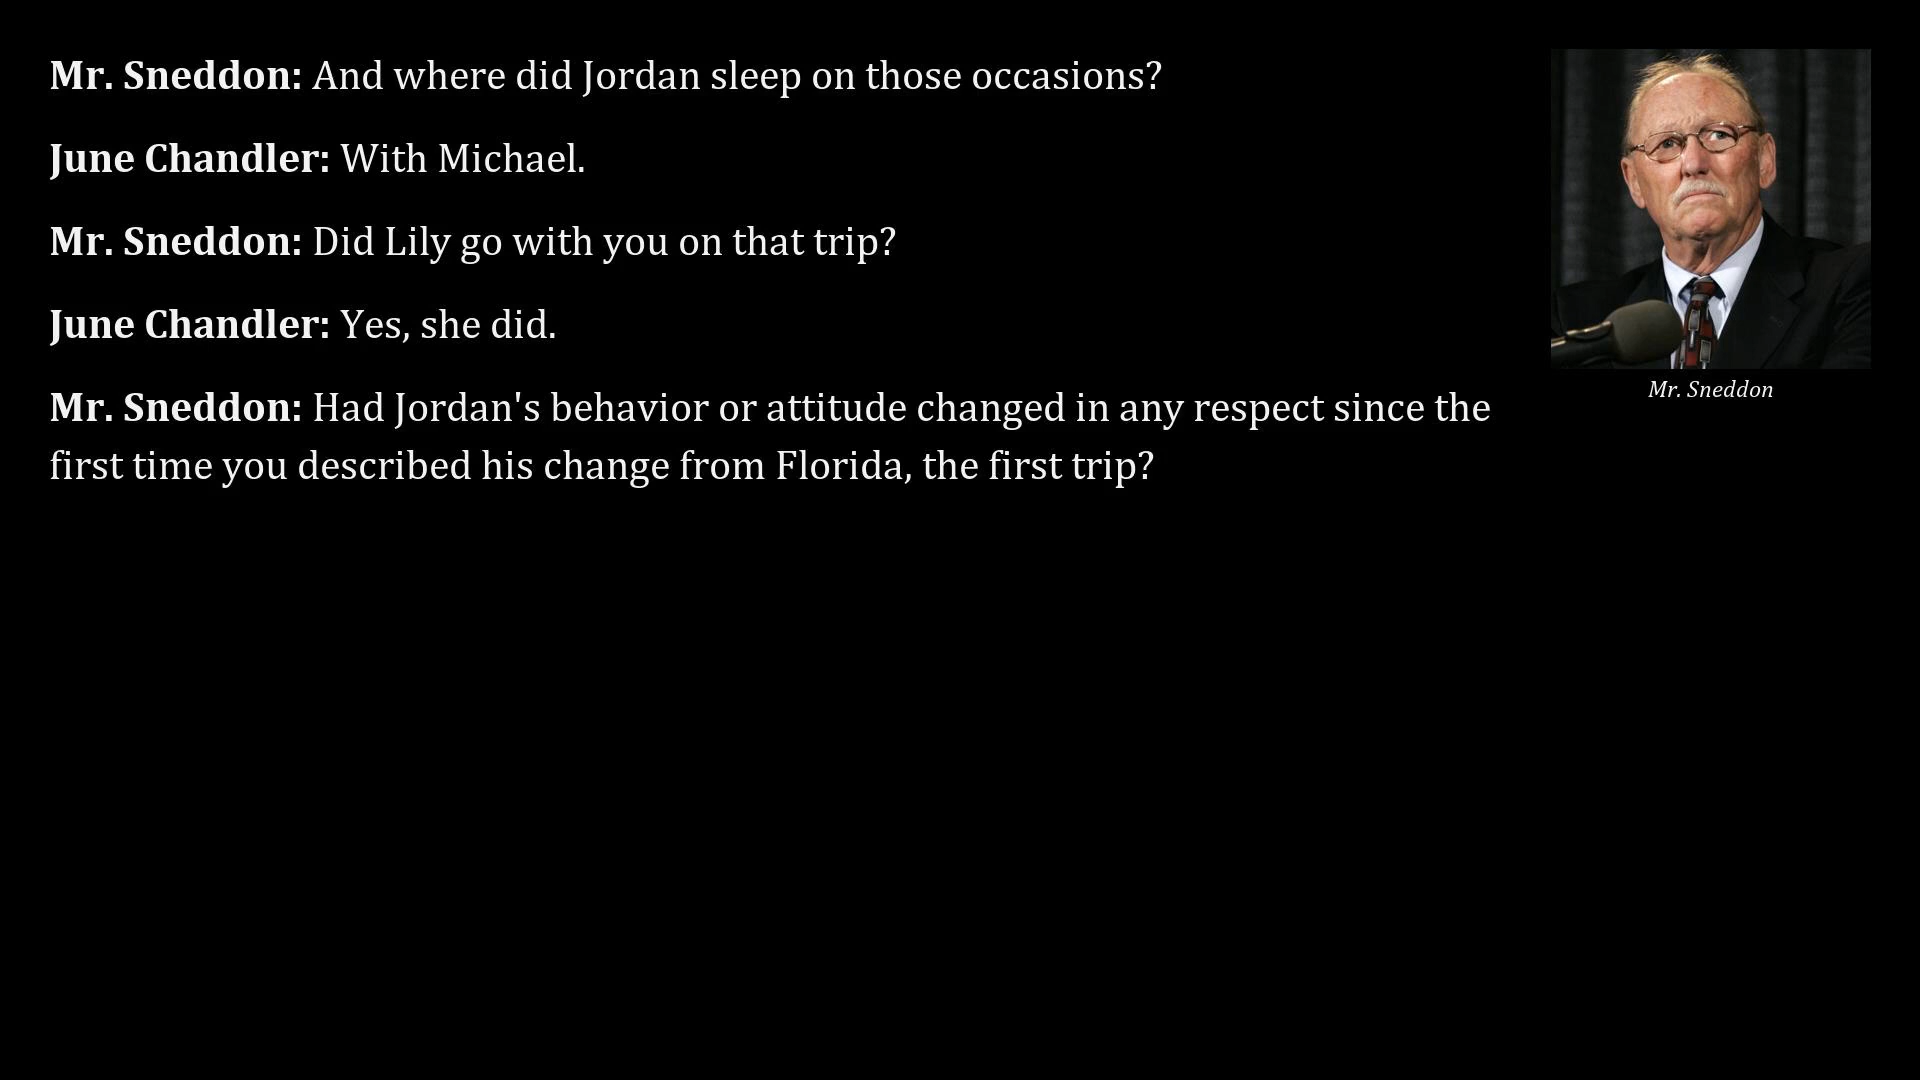 Mr. Sneddon: And where did Jordan sleep on those occasions?
June Chandler: With Michael.
Mr. Sneddon: Did Lily go with you on that trip?
June Chandler: Yes, she did.
Mr. Sneddon: Had Jordan's behavior or attitude changed in any respect since the
first time you described his change from Florida, the first trip?
Mr. Sneddon